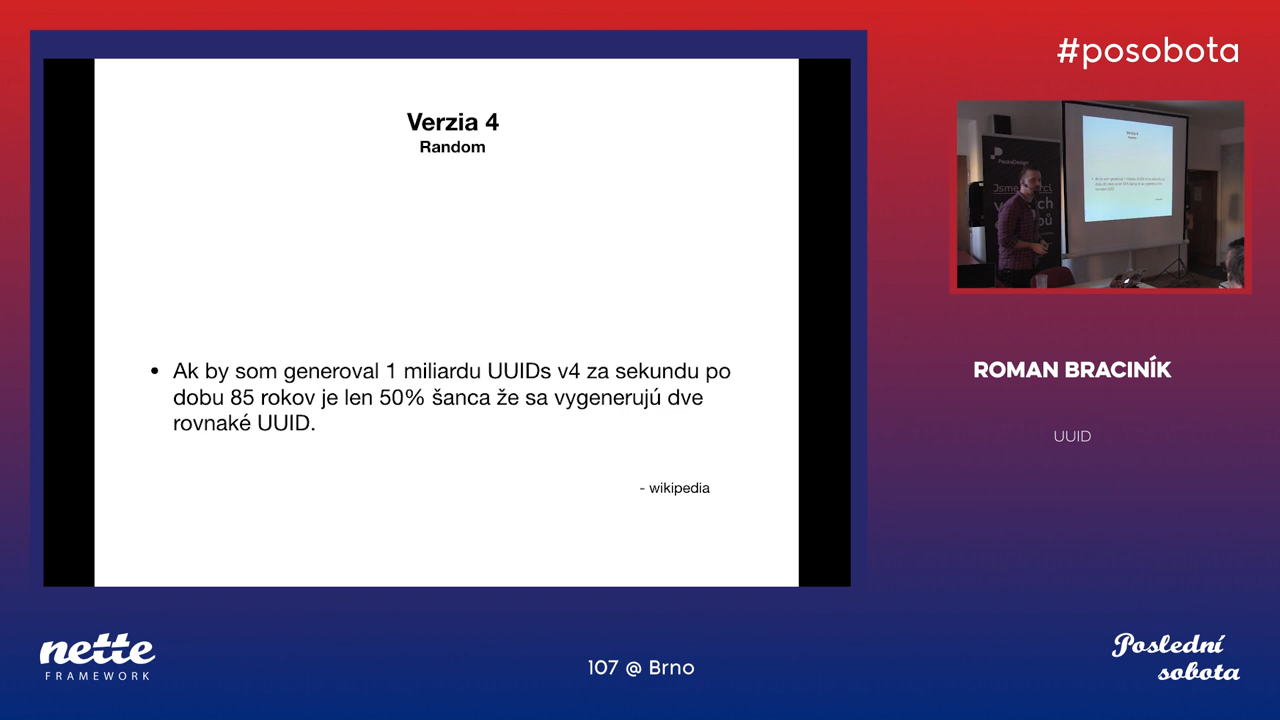 #posobota
Verzia 4
Random
• Ak by som generoval 1 miliardu UUIDs v4 za sekundu po
dobu 85 rokov je len 50% šanca že sa vygenerujú dve
rovnaké UUID.
- wikipedia
PeckaDesign
Jsme
ROMAN BRACINÍK
UUID
nette
FRAMEWORK
107 @ Brno
Poslední
sobota